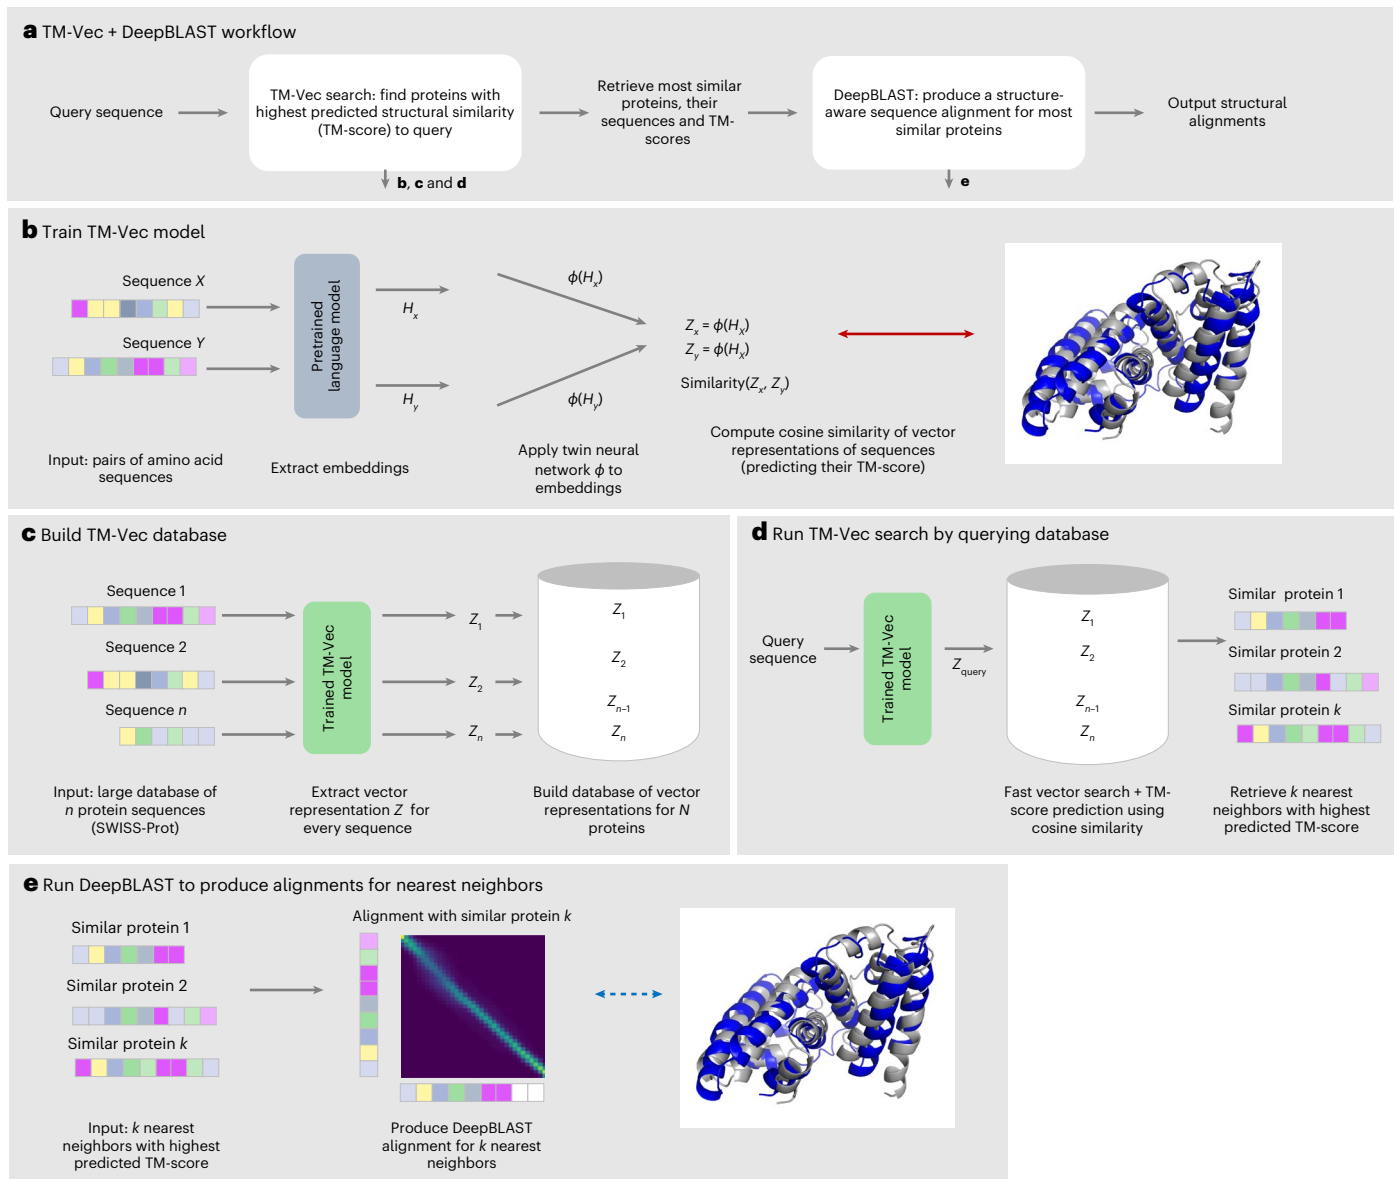 a TM-Vec + DeepBLAST workflow
Query sequence
TM-Vec search: find proteins with
highest predicted structural similarity
(TM-score) to query
Retrieve most similar
proteins, their
sequences and TM-
scores
DeepBLAST: produce a structure-
aware sequence alignment for most
similar proteins
Output structural
alignments
b, c and d
e
b Train TM-Vec model
Sequence X
Sequence Y
Pretrained
language model
Hx
Hy
ϕ(Hx)
ϕ(Hy)
Zx = ϕ(HX)
Zy = ϕ(HX)
Similarity(Zx, Zy)
Input: pairs of amino acid
sequences
Extract embeddings
Apply twin neural
network ϕ to
embeddings
Compute cosine similarity of vector
representations of sequences
(predicting their TM-score)
c Build TM-Vec database
Sequence 1
Sequence 2
Sequence n
Trained TM-Vec
model
Z1
Z2
Zn
Z1
Z2
Zn–1
Zn
Input: large database of
n protein sequences
(SWISS-Prot)
Extract vector
representation Z for
every sequence
Build database of vector
representations for N
proteins
d Run TM-Vec search by querying database
Query
sequence
Trained TM-Vec
model
Zquery
Z1
Z2
Zn–1
Zn
Similar protein 1
Similar protein 2
Similar protein k
Fast vector search + TM-
score prediction using
cosine similarity
Retrieve k nearest
neighbors with highest
predicted TM-score
e Run DeepBLAST to produce alignments for nearest neighbors
Similar protein 1
Similar protein 2
Similar protein k
Alignment with similar protein k
Input: k nearest
neighbors with highest
predicted TM-score
Produce DeepBLAST
alignment for k nearest
neighbors